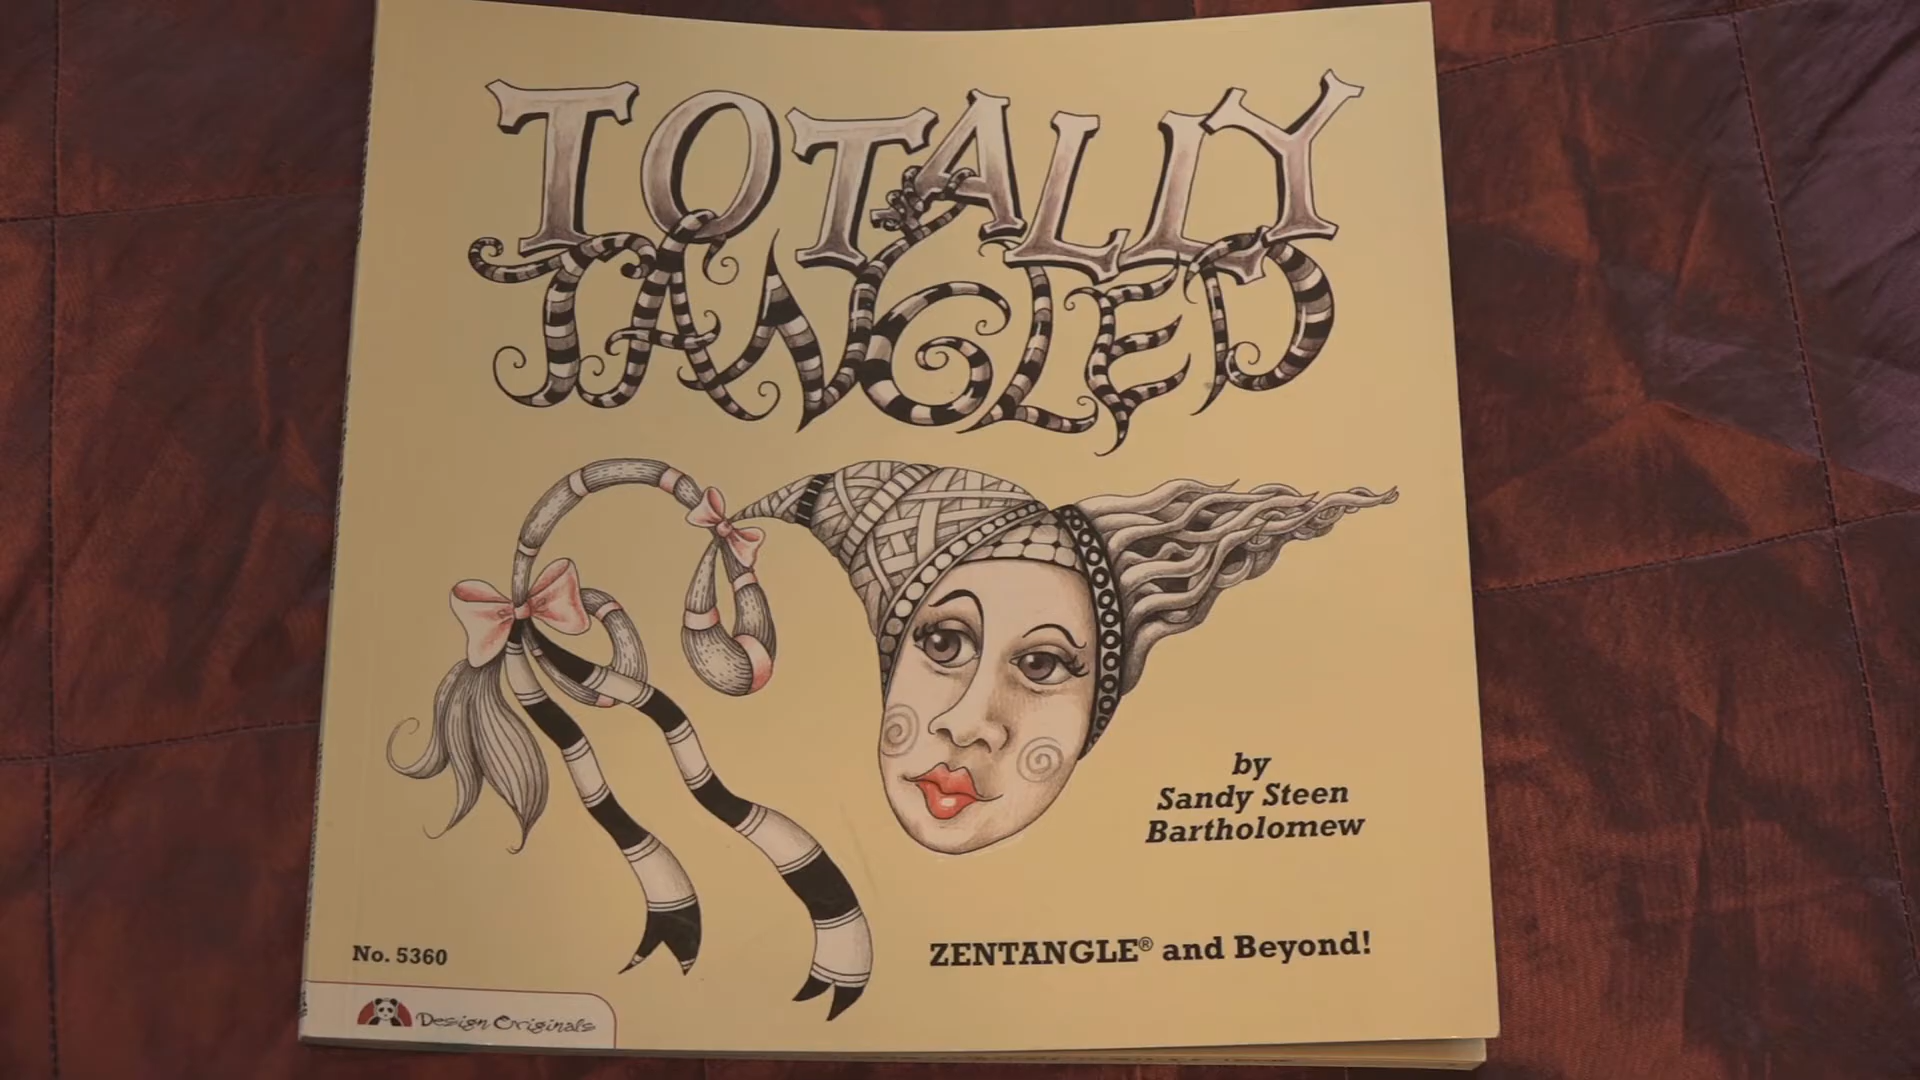 TOTALLY
TANGLED
by
Sandy Steen
Bartholomew
ZENTANGLE® and Beyond!
No. 5360
Design Originals